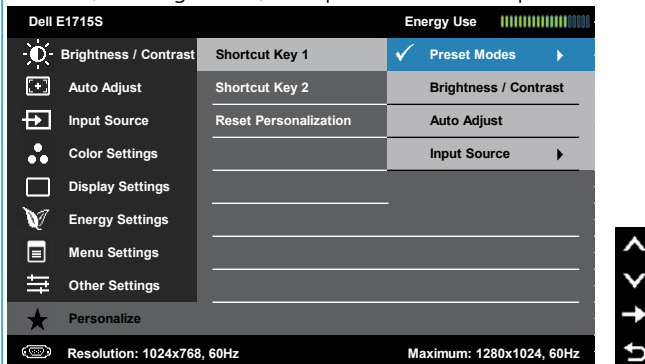 Dell E1715S Energy Use
Brightness / Contrast Shortcut Key 1 Preset Modes
Auto Adjust Shortcut Key 2 Brightness / Contrast
Input Source Reset Personalization Auto Adjust
Color Settings Input Source
Display Settings
Energy Settings
Menu Settings
Other Settings
Personalize
Resolution: 1024x768, 60Hz Maximum: 1280x1024, 60Hz